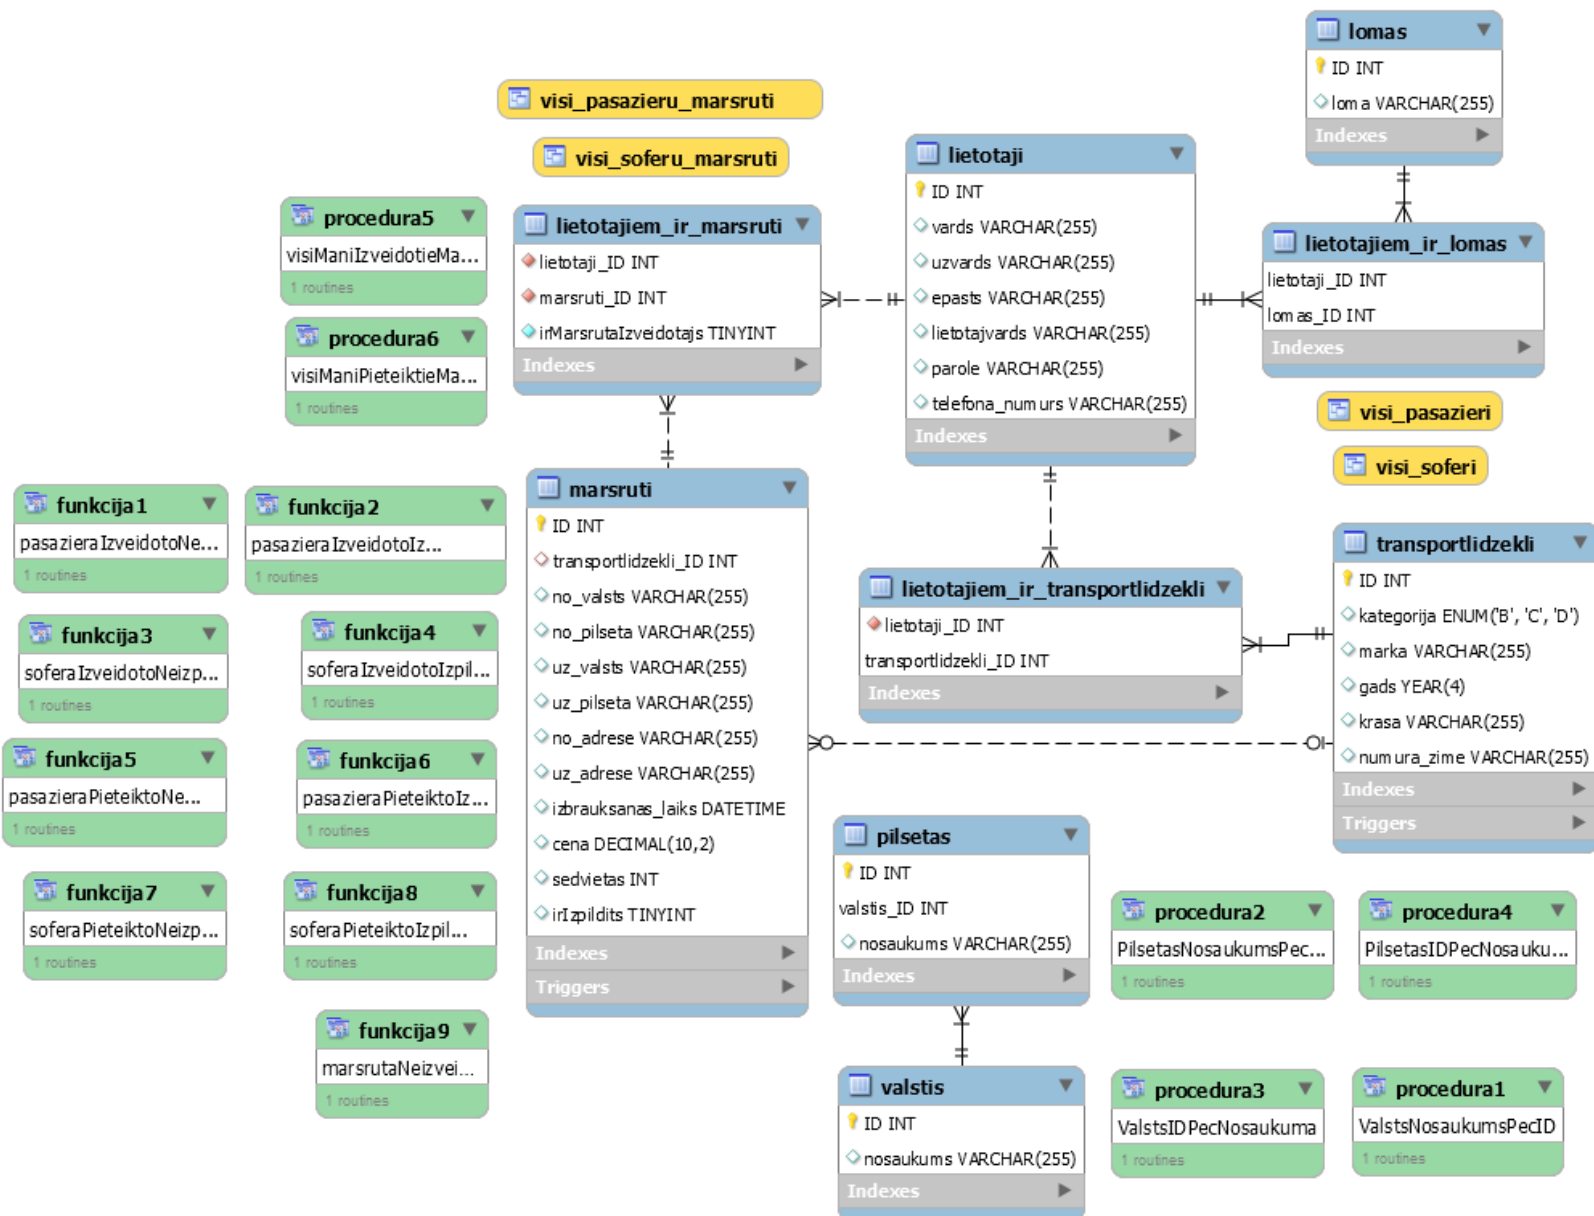 lomas
ID INT
loma VARCHAR(255)
Indexes
visi_pasazieru_marsruti
visi_soferu_marsruti
lietotaji
ID INT
vards VARCHAR(255)
uzvards VARCHAR(255)
epasts VARCHAR(255)
lietotajvards VARCHAR(255)
parole VARCHAR(255)
telefona_numurs VARCHAR(255)
Indexes
procedura5
visiManiIzveidotieMa...
1 routines
procedura6
visiManiPieteiktieMa...
1 routines
lietotajiem_ir_marsruti
lietotaji_ID INT
marsruti_ID INT
irMarsrutaIzveidotajs TINYINT
Indexes
lietotajiem_ir_lomas
lietotaji_ID INT
lomas_ID INT
Indexes
visi_pasazieri
visi_soferi
funkcija1
pasazieraIzveidotoNe...
1 routines
funkcija2
pasazieraIzveidotoIz...
1 routines
funkcija3
soferaIzveidotoNeizp...
1 routines
funkcija4
soferaIzveidotoIzpil...
1 routines
funkcija5
pasazieraPieteiktoNe...
1 routines
funkcija6
pasazieraPieteiktoIz...
1 routines
funkcija7
soferaPieteiktoNeizp...
1 routines
funkcija8
soferaPieteiktoIzpil...
1 routines
funkcija9
marsrutaNeizvei...
1 routines
marsruti
ID INT
transportlidzekli_ID INT
no_valsts VARCHAR(255)
no_pilseta VARCHAR(255)
uz_valsts VARCHAR(255)
uz_pilseta VARCHAR(255)
no_adrese VARCHAR(255)
uz_adrese VARCHAR(255)
izbrauksanas_laiks DATETIME
cena DECIMAL(10,2)
sedvietas INT
irIzpildits TINYINT
Indexes
Triggers
lietotajiem_ir_transportlidzekli
lietotaji_ID INT
transportlidzekli_ID INT
Indexes
transportlidzekli
ID INT
kategorija ENUM('B', 'C', 'D')
marka VARCHAR(255)
gads YEAR(4)
krasa VARCHAR(255)
numura_zime VARCHAR(255)
Indexes
Triggers
pilsetas
ID INT
valstis_ID INT
nosaukums VARCHAR(255)
Indexes
procedura2
PilsetasNosaukumsPec...
1 routines
procedura4
PilsetasIDPecNosauku...
1 routines
valstis
ID INT
nosaukums VARCHAR(255)
Indexes
procedura3
ValstsIDPecNosaukuma
1 routines
procedura1
ValstsNosaukumsPecID
1 routines